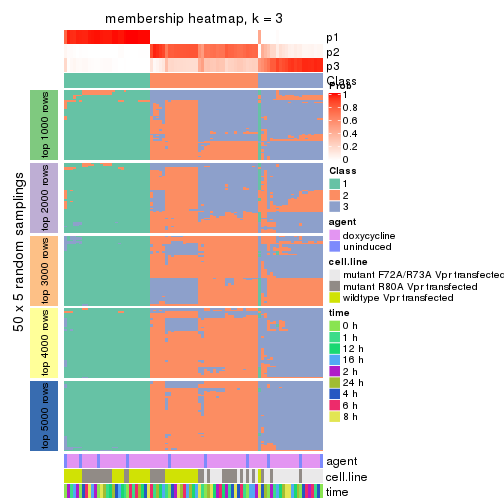 membership heatmap, k = 3
p1
p2
p3
Class
Prob
1
0.8
0.6
0.4
0.2
0
Class
1
2
3
agent
doxycycline
uninduced
cell.line
mutant F72A/R73A Vpr transfected
mutant R80A Vpr transfected
wildtype Vpr transfected
time
0 h
1 h
12 h
16 h
2 h
24 h
4 h
6 h
8 h
50 x 5 random samplings
top 1000 rows
top 2000 rows
top 3000 rows
top 4000 rows
top 5000 rows
agent
cell.line
time